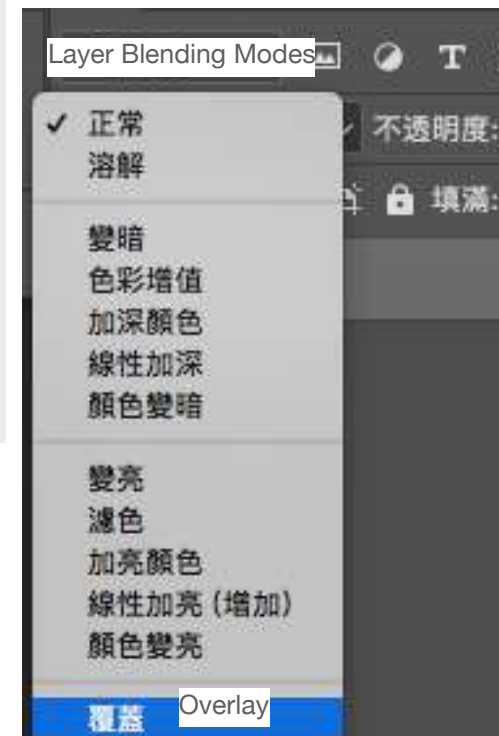 Layer Blending Modes
T
正常
不透明度:
溶解
填滿:
變暗
色彩增值
加深顏色
線性加深
顏色變暗
變亮
濾色
加亮顏色
線性加亮 (增加)
顏色變亮
覆蓋 Overlay